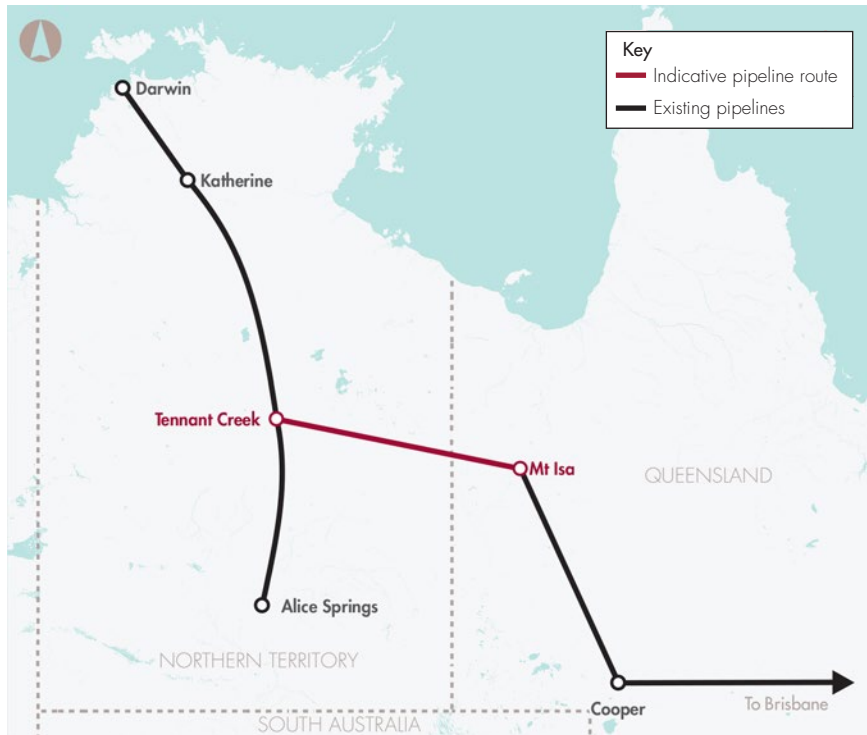 Key
Indicative pipeline route
Existing pipelines
Darwin
Katherine
Tennant Creek
Mt Isa
QUEENSLAND
Alice Springs
NORTHERN TERRITORY
Cooper
To Brisbane
SOUTH AUSTRALIA